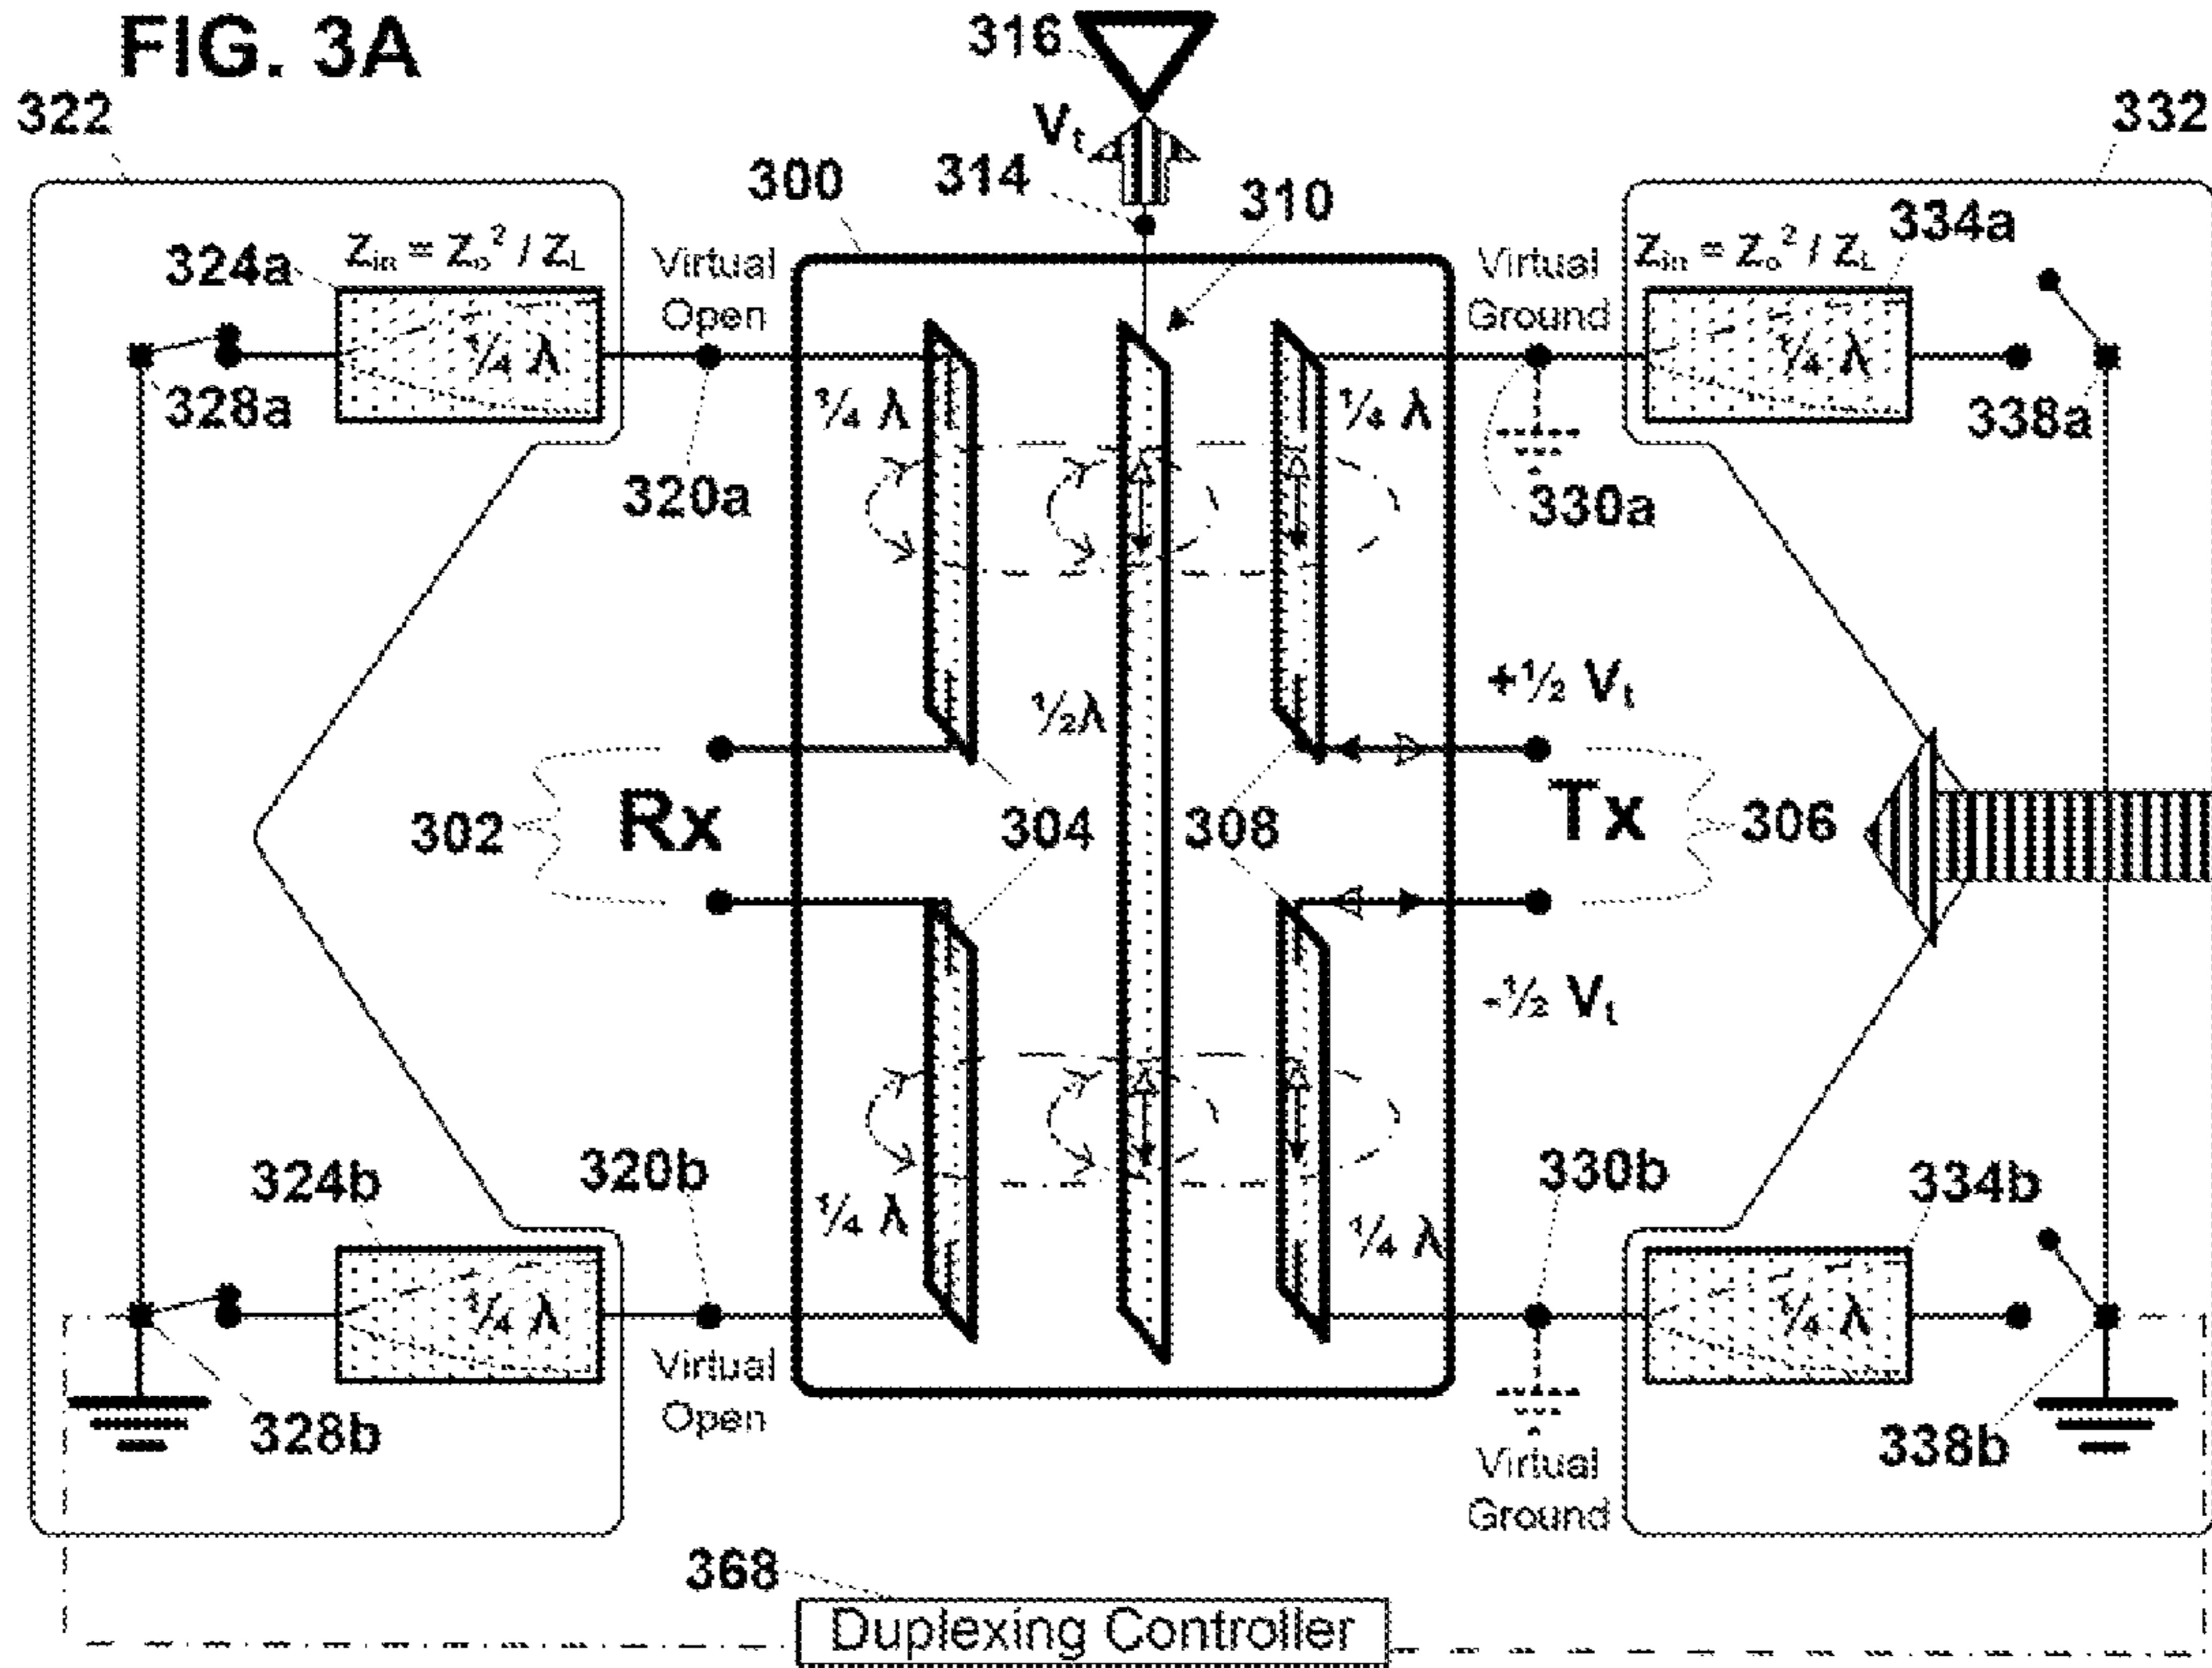 FIG. 3A
316
322
332
Vt
314
300
310
334a
324a
Zin = Zo² / ZL
Virtual Open
Virtual Ground
Zin = Zo² / ZL
¼ λ
¼ λ
328a
¼ λ
¼ λ
338a
320a
330a
½λ
+½ Vt
302
Rx
304
308
Tx
306
-½ Vt
324b
320b
330b
334b
¼ λ
¼ λ
¼ λ
¼ λ
Virtual Open
328b
Virtual Ground
338b
368
Duplexing Controller